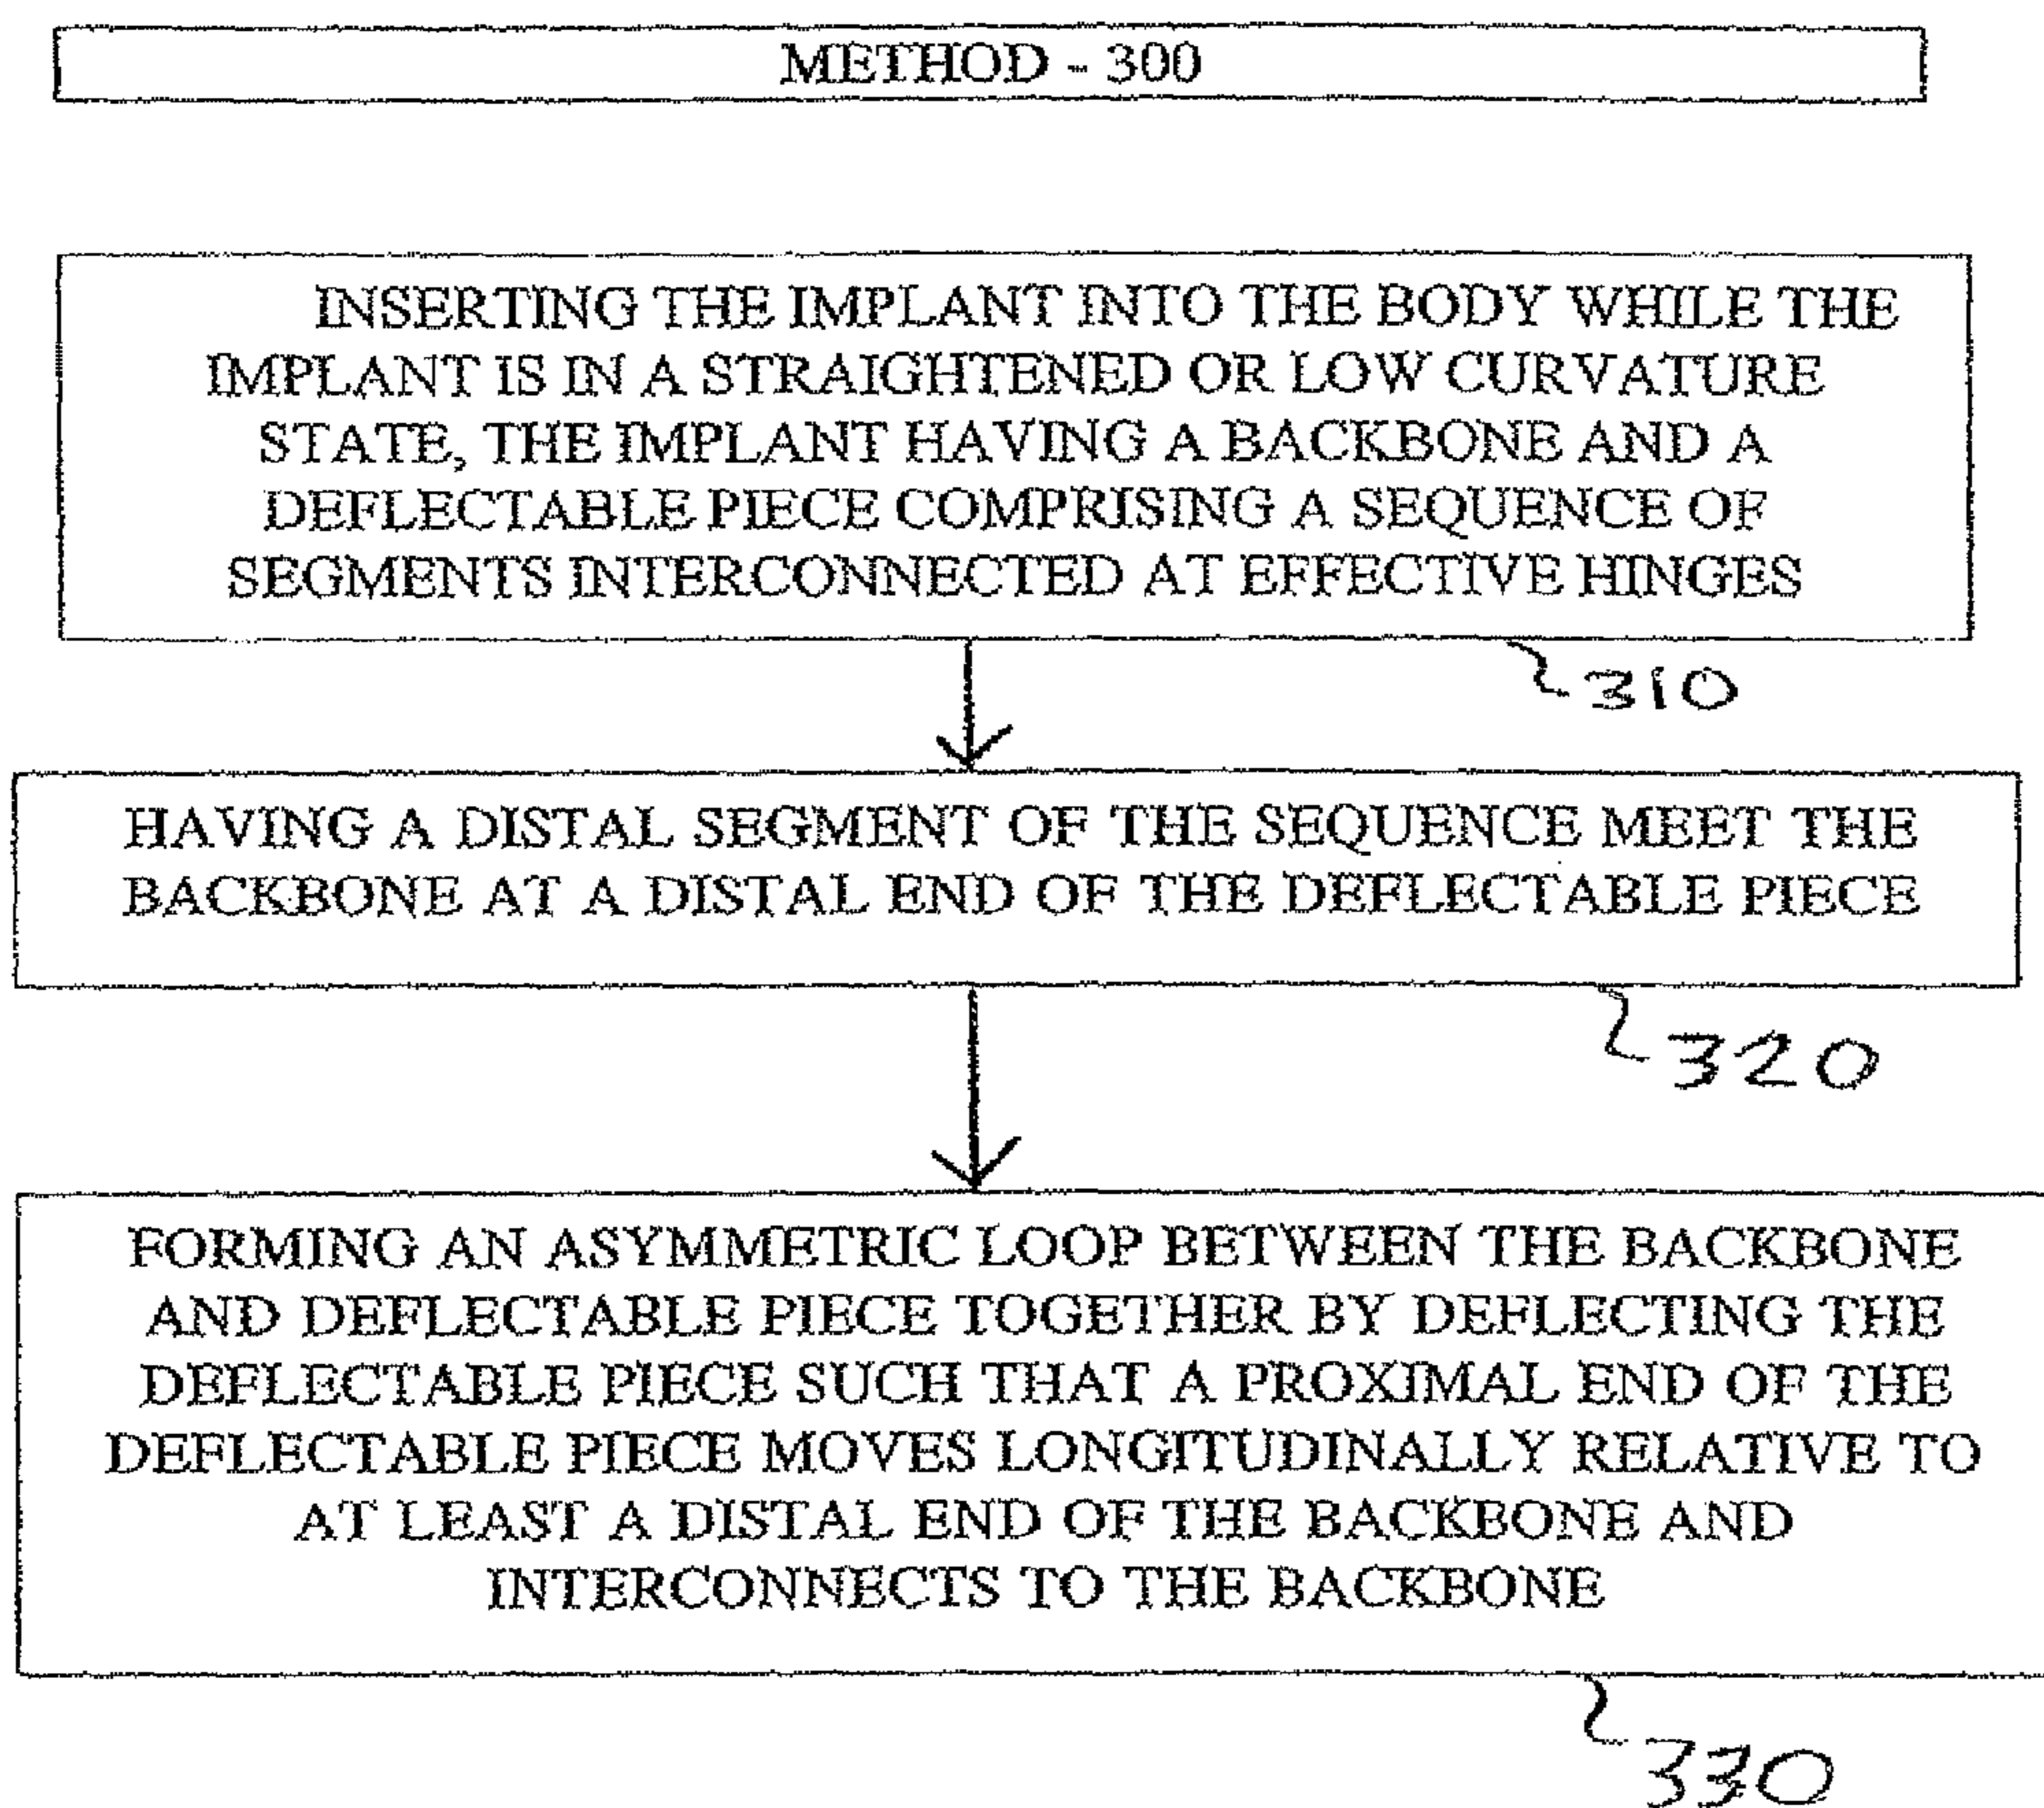 METHOD - 300
INSERTING THE IMPLANT INTO THE BODY WHILE THE
IMPLANT IS IN A STRAIGHTENED OR LOW CURVATURE
STATE, THE IMPLANT HAVING A BACKBONE AND A
DEFLECTABLE PIECE COMPRISING A SEQUENCE OF
SEGMENTS INTERCONNECTED AT EFFECTIVE HINGES
310
HAVING A DISTAL SEGMENT OF THE SEQUENCE MEET THE
BACKBONE AT A DISTAL END OF THE DEFLECTABLE PIECE
320
FORMING AN ASYMMETRIC LOOP BETWEEN THE BACKBONE
AND DEFLECTABLE PIECE TOGETHER BY DEFLECTING THE
DEFLECTABLE PIECE SUCH THAT A PROXIMAL END OF THE
DEFLECTABLE PIECE MOVES LONGITUDINALLY RELATIVE TO
AT LEAST A DISTAL END OF THE BACKBONE AND
INTERCONNECTS TO THE BACKBONE
330